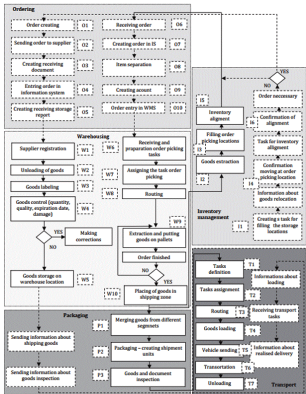 Ordering
Order creating
O1
Sending order to supplier
O2
Creating receiving
document
O3
Entring order in
information system
O4
Creating receiving storage
report
O5
Receiving order
O6
Creating order in IS
O7
Item separation
O8
Creating acount
O9
Order entry in WMS
O10
Warehousing
Supplier registration
W1
Unloading of goods
W2
Goods labeling
W3
Goods control (quantity,
quality, expiration date,
damage)
W4
NO
Making
corrections
YES
W5
Goods storage on
warehouse location
Receiving and
preparation order picking
tasks
W6
Assigning the task order
picking
W7
Routing
W8
W9
Extraction and putting
goods on pallets
Order finished
NO
YES
W10
Placing of goods in
shipping zone
YES
NO
Order necessary
I6
Confirmation of
alignment
I5
Inventory
alignment
Task for inventory
alignment
Filling order
picking locations
I3
Confirmation
moving at order
picking location
I4
Goods extraction
I2
Information about
goods relocation
Inventory
management
I1
Creating a task for
filling the storage
locations
Packaging
Sending information about
shipping goods
Sending information about
goods inspection
P1
Merging goods from different
segmnets
P2
Packaging – creating shipment
units
P3
Goods and document
inspection
Tasks
definition
T1
Tasks assignment
T2
Routing
T3
Goods loading
T4
Vehicle sending
T5
Transortation
T6
Unloading
T7
Informations about
loading
Receiving transport
tasks
Information about
realised delivery
Transport